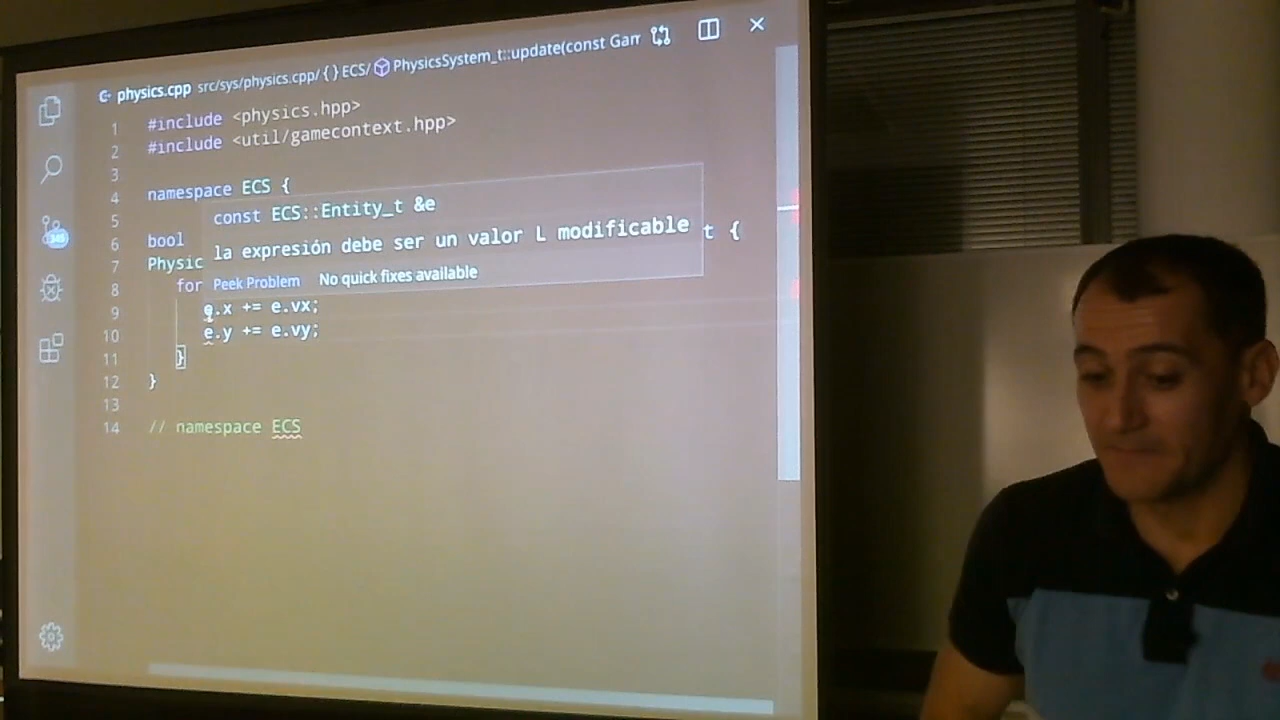 physics.cpp src/sys/physics.cpp/ { } ECS/ PhysicsSystem_t::update(const Gam
1 #include <physics.hpp>
2 #include <util/gamecontext.hpp>
3
4 namespace ECS {
5
const ECS::Entity_t &e
6 bool
la expresión debe ser un valor L modificable t {
7 Physic
Peek Problem No quick fixes available
8 for
9 e.x += e.vx;
10 e.y += e.vy;
11 }
12 }
13
14 // namespace ECS
345